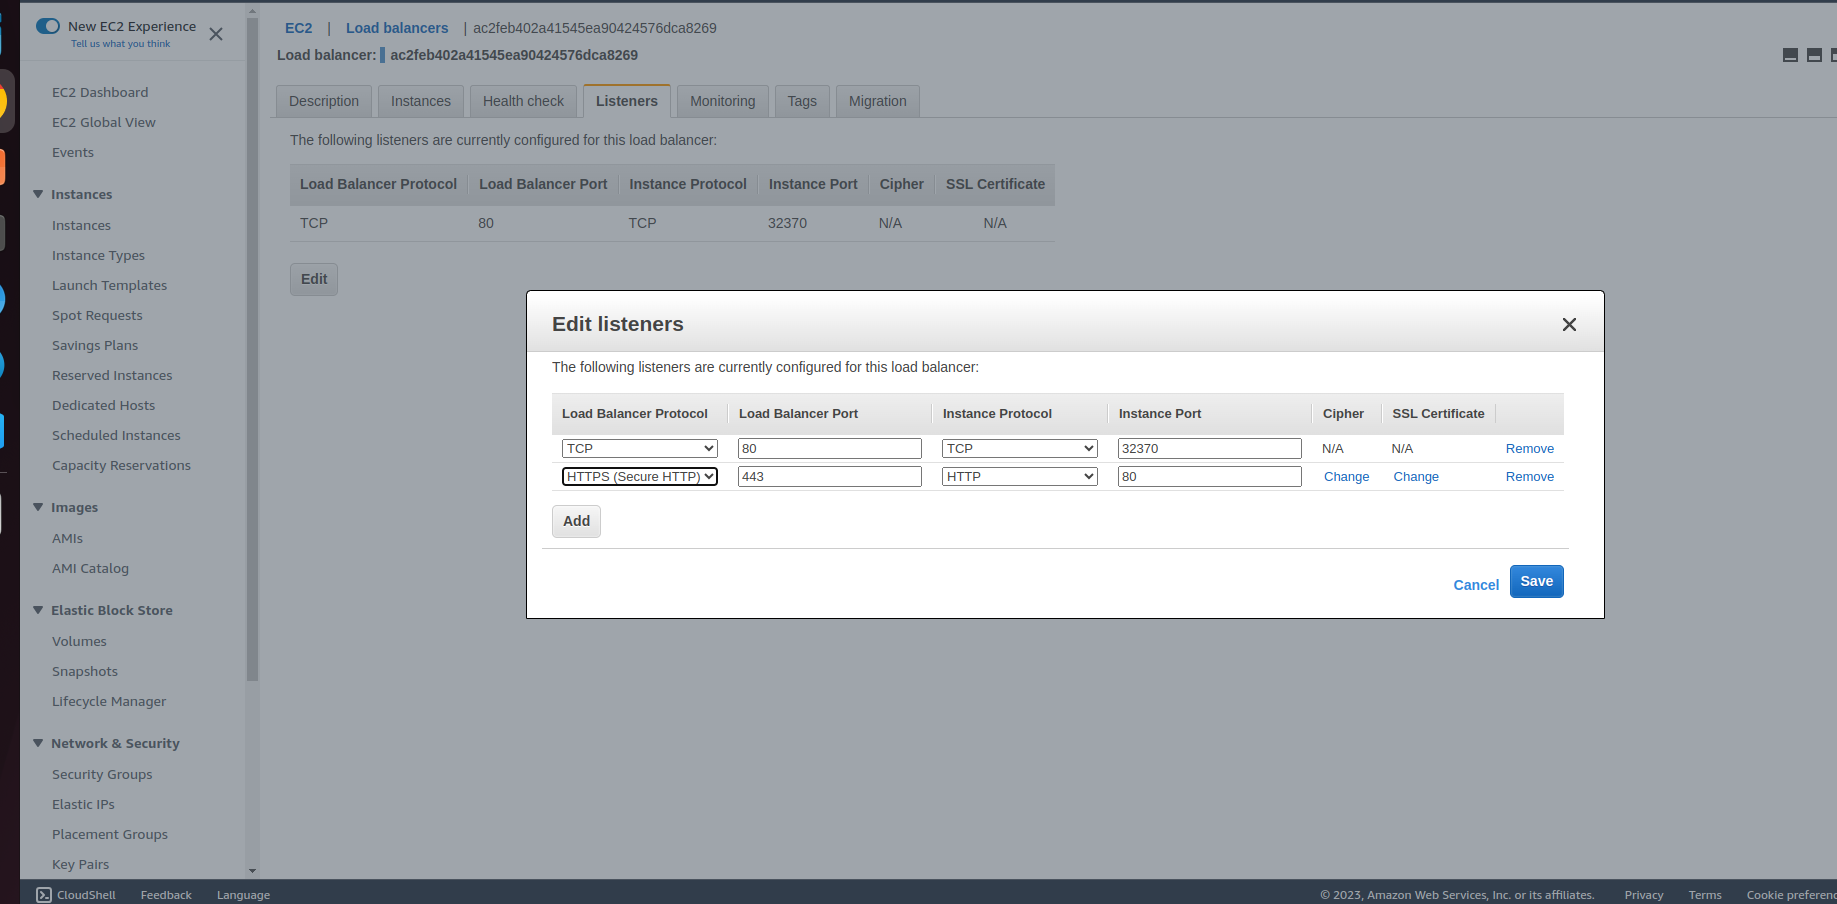 New EC2 Experience
Tell us what you think
EC2 Dashboard
EC2 Global View
Events
Instances
Instances
Instance Types
Launch Templates
Spot Requests
Savings Plans
Reserved Instances
Dedicated Hosts
Scheduled Instances
Capacity Reservations
Images
AMIs
AMI Catalog
Elastic Block Store
Volumes
Snapshots
Lifecycle Manager
Network & Security
Security Groups
Elastic IPs
Placement Groups
Key Pairs
EC2 | Load balancers | ac2feb402a41545ea90424576dca8269
Load balancer: ac2feb402a41545ea90424576dca8269
Description Instances Health check Listeners Monitoring Tags Migration
The following listeners are currently configured for this load balancer:
Load Balancer Protocol Load Balancer Port Instance Protocol Instance Port Cipher SSL Certificate
TCP 80 TCP 32370 N/A N/A
Edit
Edit listeners
The following listeners are currently configured for this load balancer:
Load Balancer Protocol Load Balancer Port Instance Protocol Instance Port Cipher SSL Certificate
TCP 80 TCP 32370 N/A N/A Remove
HTTPS (Secure HTTP) 443 HTTP 80 Change Change Remove
Add
Cancel Save
CloudShell Feedback Language © 2023, Amazon Web Services, Inc. or its affiliates. Privacy Terms Cookie preferen